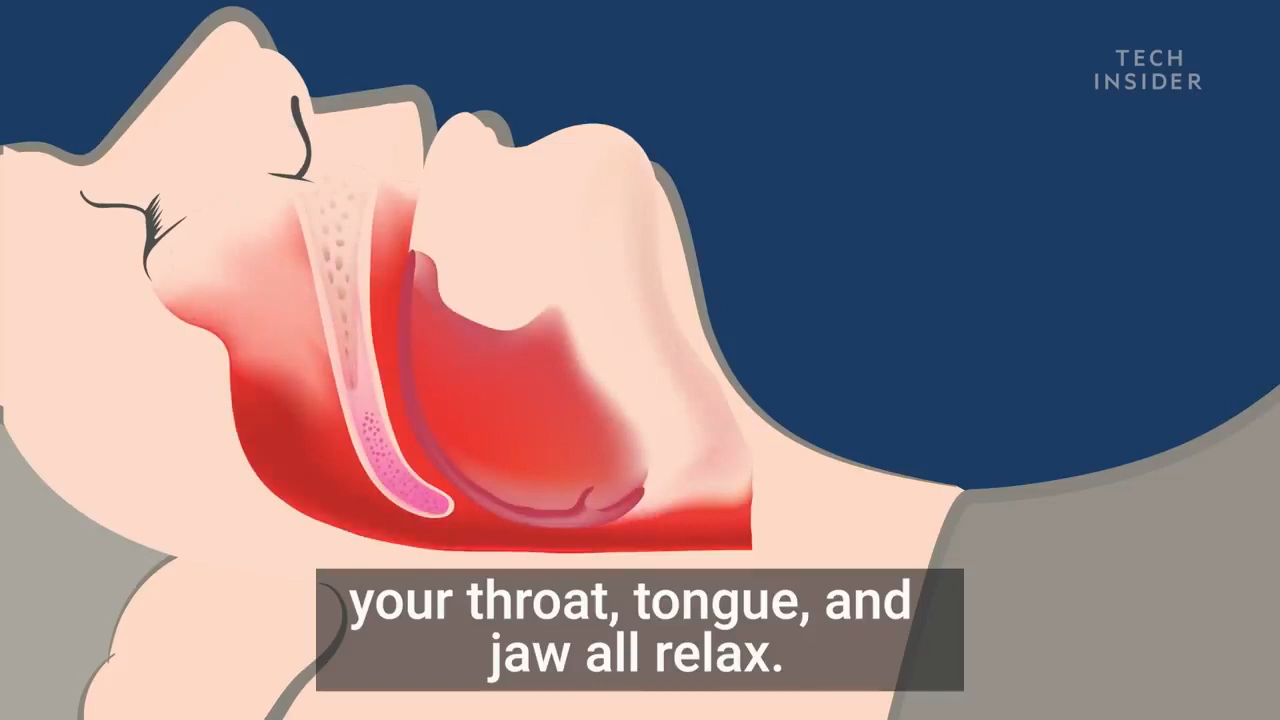 TECH
INSIDER
your throat, tongue, and
jaw all relax.